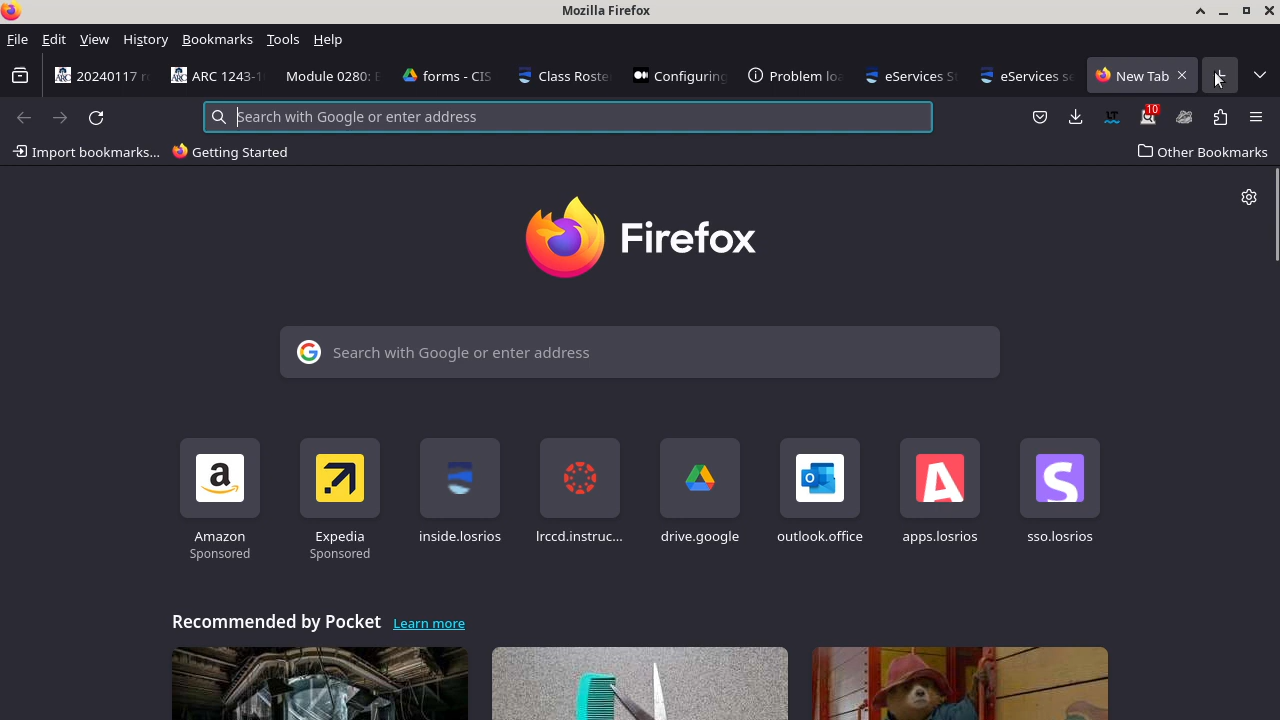 Mozilla Firefox
File Edit View History Bookmarks Tools Help
20240117 r
ARC 1243-1
Module 0280: E
forms - CIS
Class Roste
Configuring
Problem loa
eServices St
eServices se
New Tab
Search with Google or enter address
10
Import bookmarks...
Getting Started
Other Bookmarks
Firefox
Search with Google or enter address
Amazon
Sponsored
Expedia
Sponsored
inside.losrios
lrccd.instruc...
drive.google
outlook.office
apps.losrios
sso.losrios
Recommended by Pocket Learn more